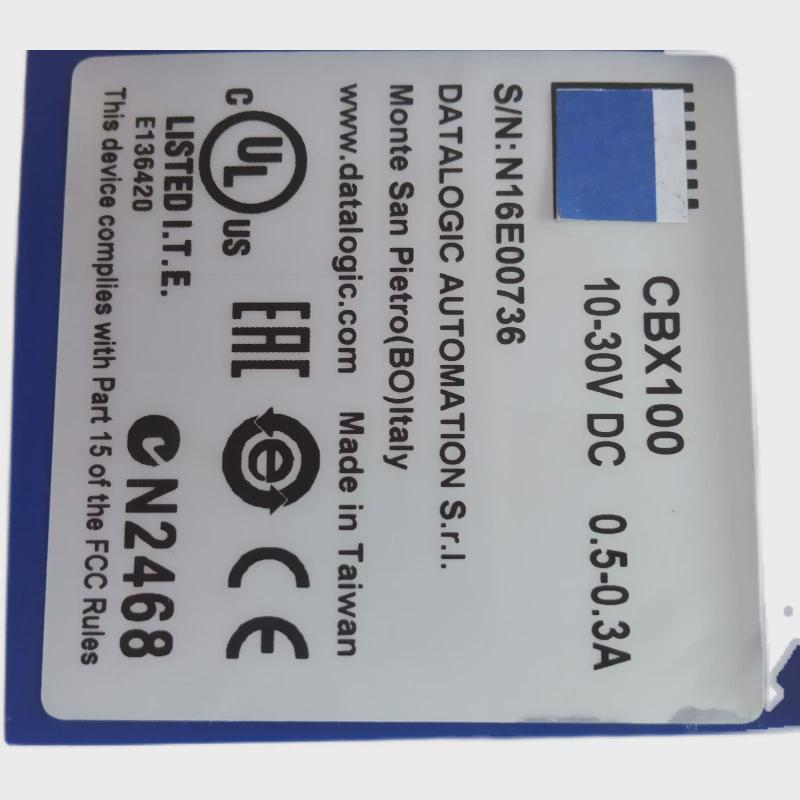 CBX100
10-30V DC 0.5-0.3A
S/N: N16E00736
DATALOGIC AUTOMATION S.r.l.
Monte San Pietro(BO)Italy
www.datalogic.com Made in Taiwan
C UL US EAC e CE
LISTED I.T.E.
E136420
N2468
This device complies with Part 15 of the FCC Rules